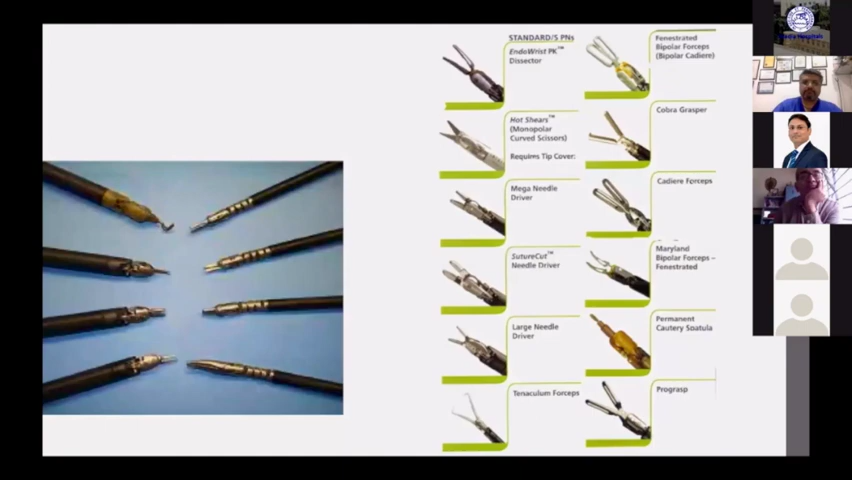 STANDARD/S PNs
EndoWrist PK™
Dissector
Hot Shears™
(Monopolar
Curved Scissors)
Requires Tip Cover:
Mega Needle
Driver
SutureCut™
Needle Driver
Large Needle
Driver
Tenaculum Forceps
Fenestrated
Bipolar Forceps
(Bipolar Cadiere)
Cobra Grasper
Cadiere Forceps
Maryland
Bipolar Forceps –
Fenestrated
Permanent
Cautery Spatula
Prograsp